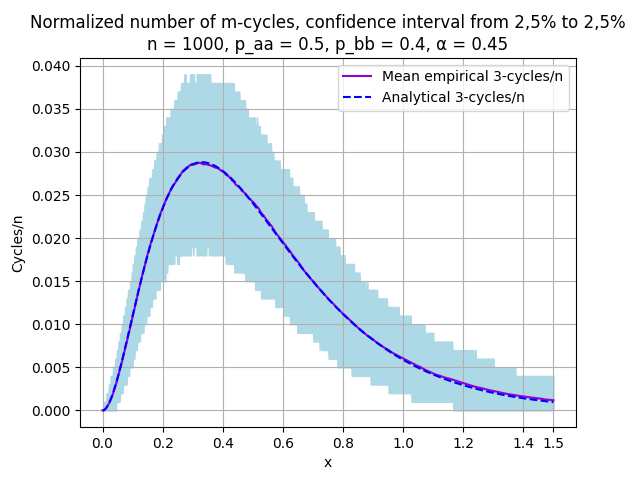 Normalized number of m-cycles, confidence interval from 2,5% to 2,5%
n = 1000, p_aa = 0.5, p_bb = 0.4, α = 0.45
Mean empirical 3-cycles/n
Analytical 3-cycles/n
Cycles/n
0.040
0.035
0.030
0.025
0.020
0.015
0.010
0.005
0.000
0.0 0.2 0.4 0.6 0.8 1.0 1.2 1.4 1.5
x